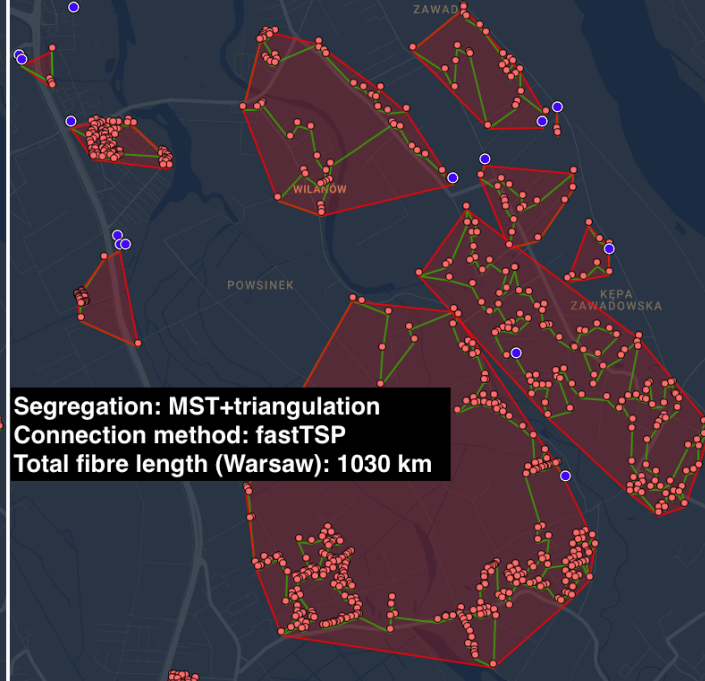 ZAWAD
WILANÓW
POWSINEK
KĘPA
ZAWADOWSKA
Segregation: MST+triangulation
Connection method: fastTSP
Total fibre length (Warsaw): 1030 km